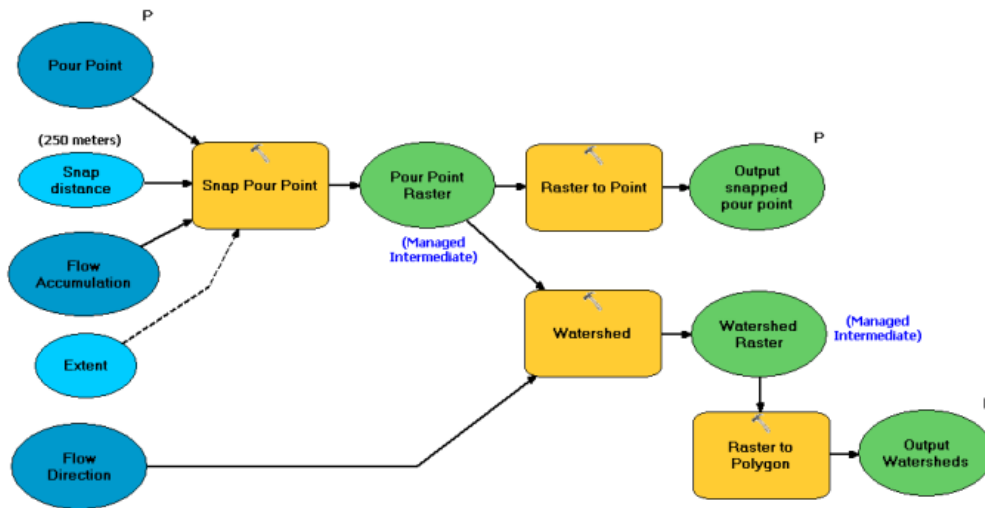 P
Pour Point
(250 meters)
Snap
distance
Snap Pour Point
Pour Point
Raster
Raster to Point
P
Output
snapped
pour point
(Managed
Intermediate)
Flow
Accumulation
Extent
Watershed
Watershed
Raster
(Managed
Intermediate)
Flow
Direction
Raster to
Polygon
Output
Watersheds